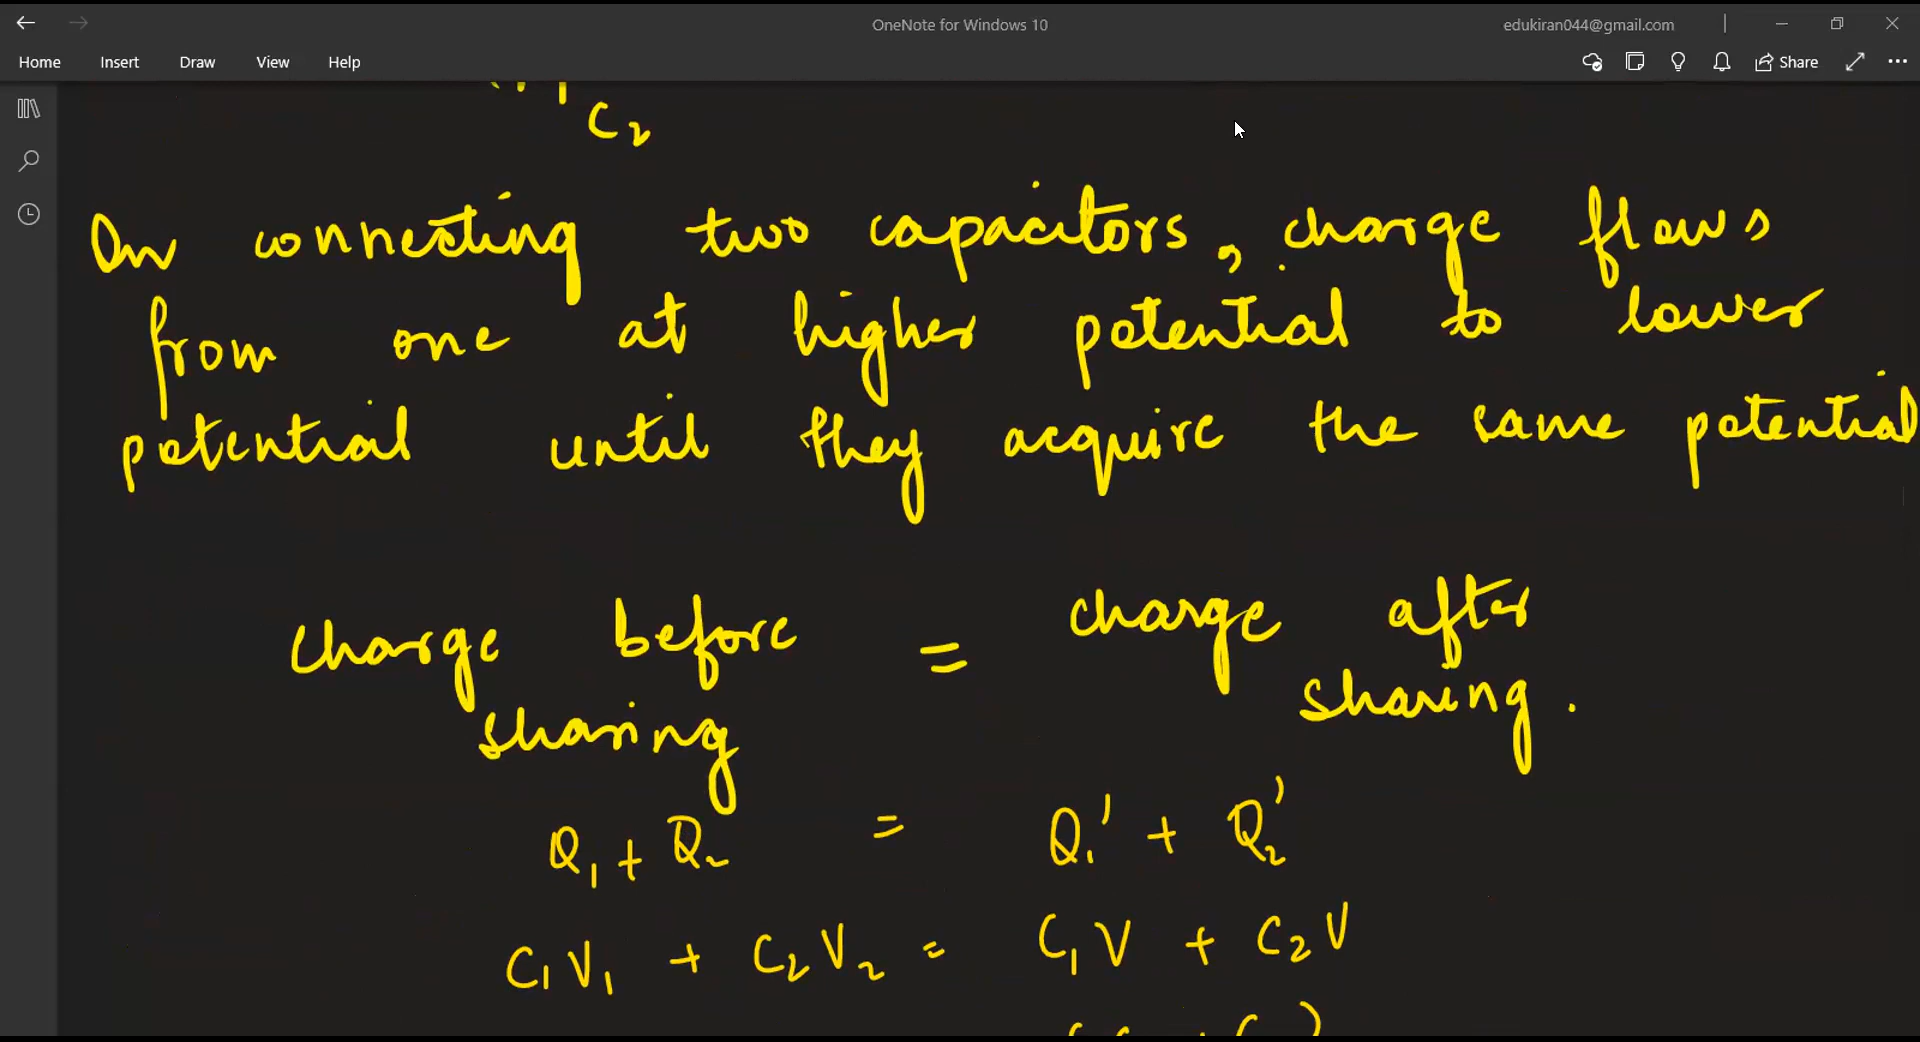 OneNote for Windows 10
edukiran044@gmail.com
Home Insert Draw View Help
Share
C₂
On connecting two capacitors, charge flows
from one at higher potential to lower
potential until they acquire the same potential
Charge before = charge after
sharing sharing.
Q₁ + Q₂ = Q₁' + Q₂'
C₁V₁ + C₂V₂ = C₁V + C₂V